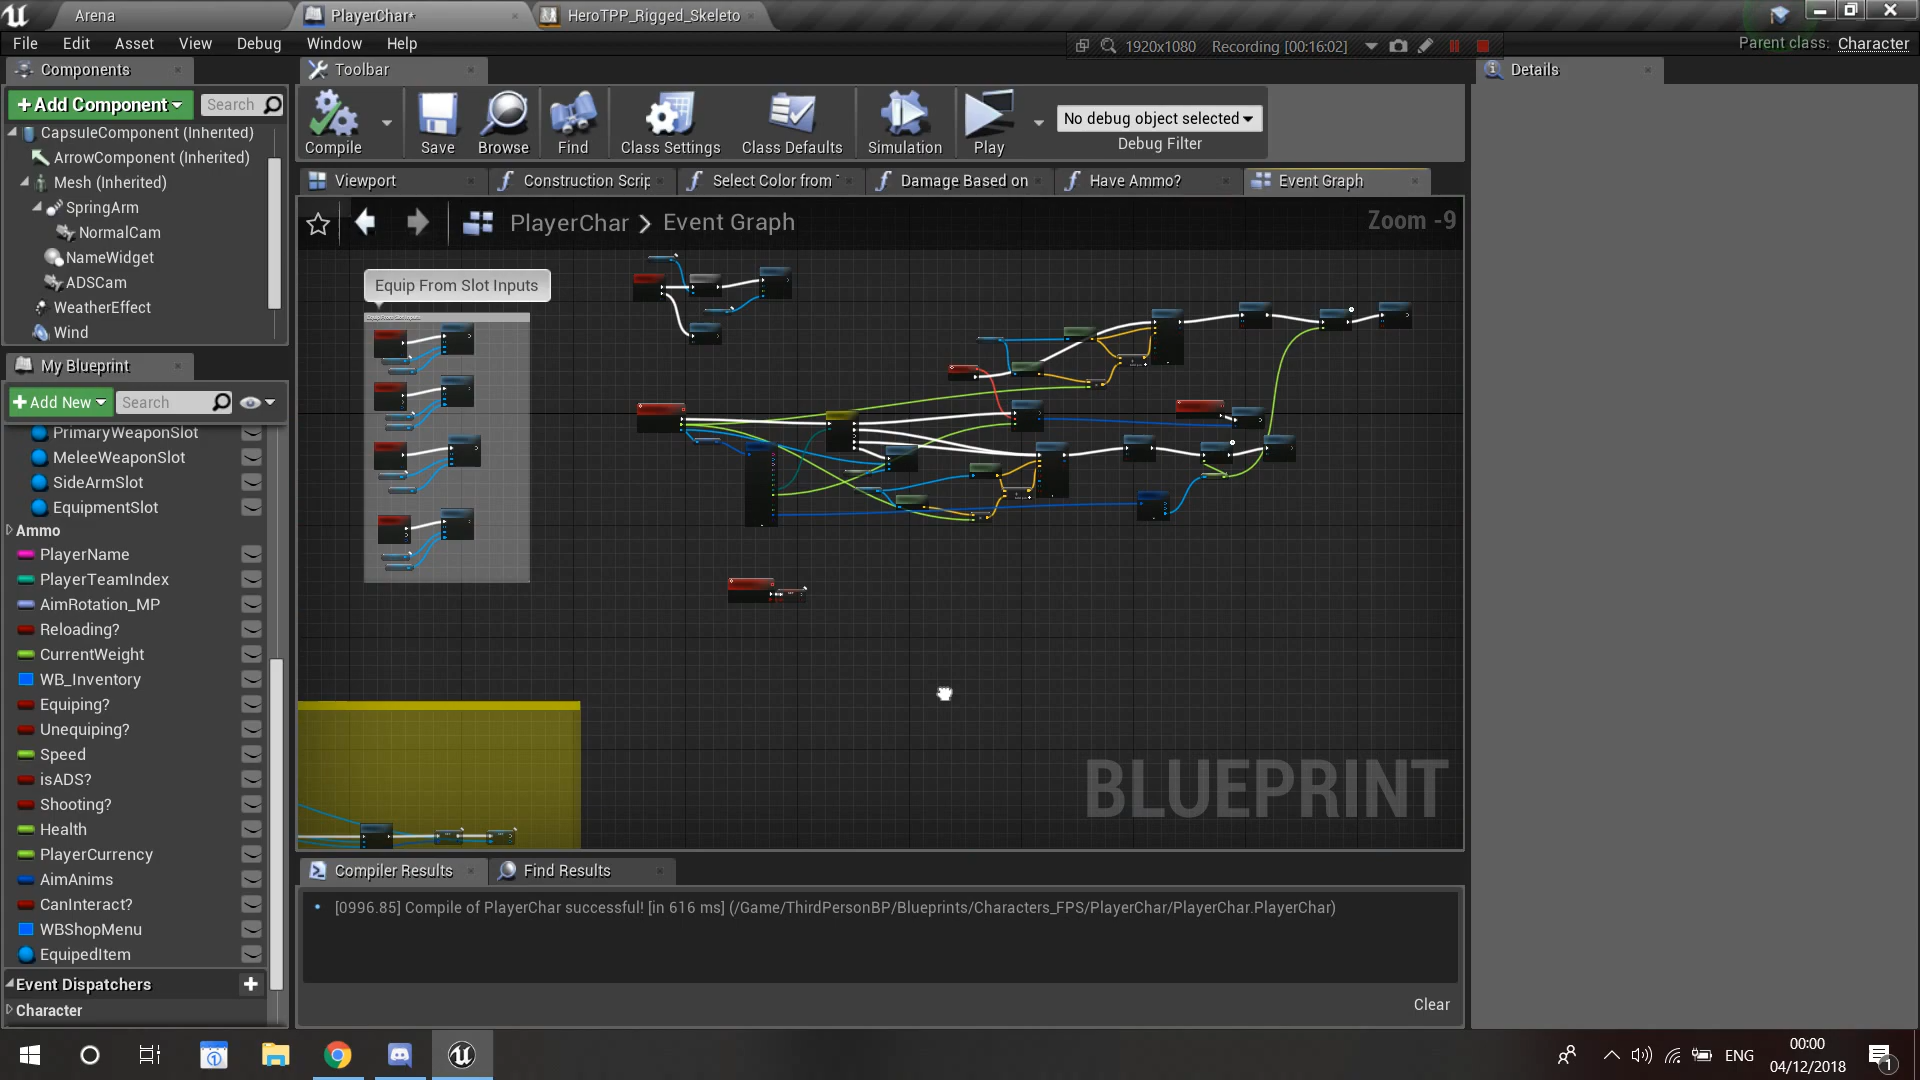 Arena
PlayerChar*
HeroTPP_Rigged_Skeleto
File Edit Asset View Debug Window Help
1920x1080 Recording [00:16:02]
Parent class: Character
Components
Toolbar
Details
+Add Component
Search
CapsuleComponent (Inherited)
ArrowComponent (Inherited)
Mesh (Inherited)
SpringArm
NormalCam
NameWidget
ADSCam
WeatherEffect
Wind
Compile
Save
Browse
Find
Class Settings
Class Defaults
Simulation
Play
No debug object selected
Debug Filter
Viewport
Construction Scrip
Select Color from
Damage Based on
Have Ammo?
Event Graph
PlayerChar > Event Graph
Zoom -9
Equip From Slot Inputs
Equip From Slot Inputs
BLUEPRINT
My Blueprint
+Add New
Search
PrimaryWeaponSlot
MeleeWeaponSlot
SideArmSlot
EquipmentSlot
Ammo
PlayerName
PlayerTeamIndex
AimRotation_MP
Reloading?
CurrentWeight
WB_Inventory
Equiping?
Unequiping?
Speed
isADS?
Shooting?
Health
PlayerCurrency
AimAnims
CanInteract?
WBShopMenu
EquipedItem
Event Dispatchers
Character
Compiler Results
Find Results
[0996.85] Compile of PlayerChar successful! [in 616 ms] (/Game/ThirdPersonBP/Blueprints/Characters_FPS/PlayerChar/PlayerChar.PlayerChar)
Clear
ENG
00:00
04/12/2018
1